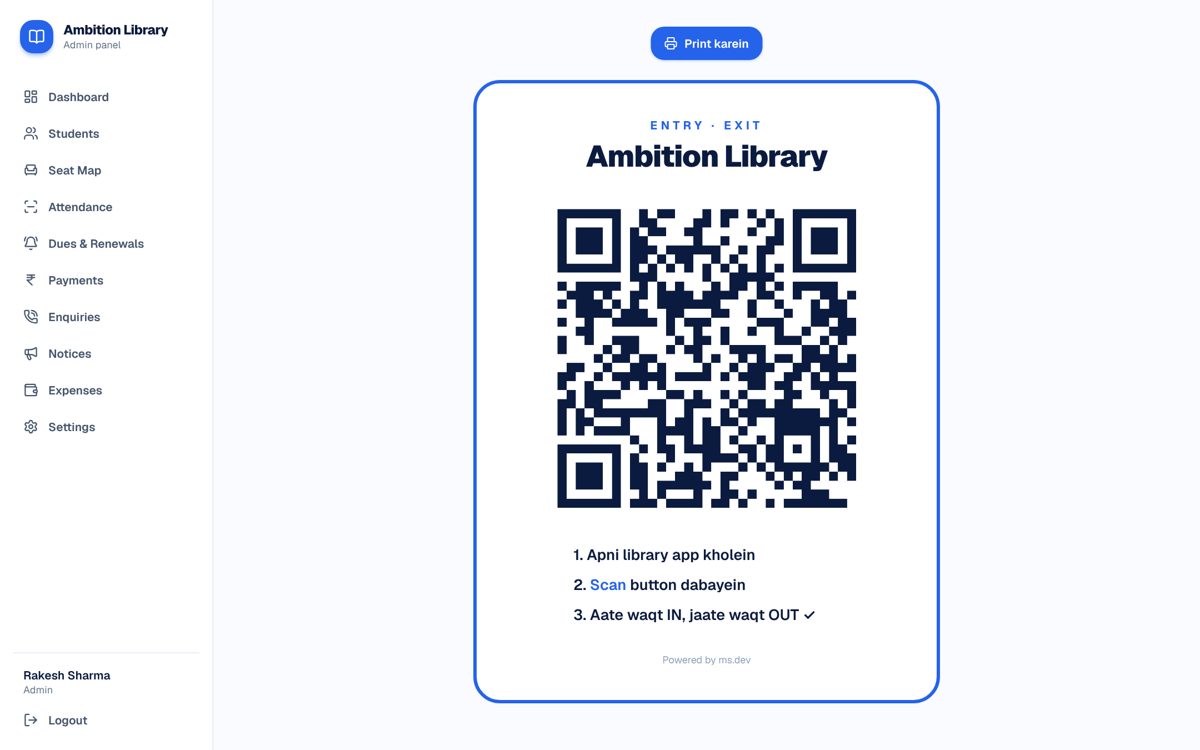 Ambition Library
Admin panel
Dashboard
Students
Seat Map
Attendance
Dues & Renewals
Payments
Enquiries
Notices
Expenses
Settings
Rakesh Sharma
Admin
Logout
Print karein
ENTRY · EXIT
Ambition Library
1. Apni library app kholein
2. Scan button dabayein
3. Aate waqt IN, jaate waqt OUT ✓
Powered by ms.dev